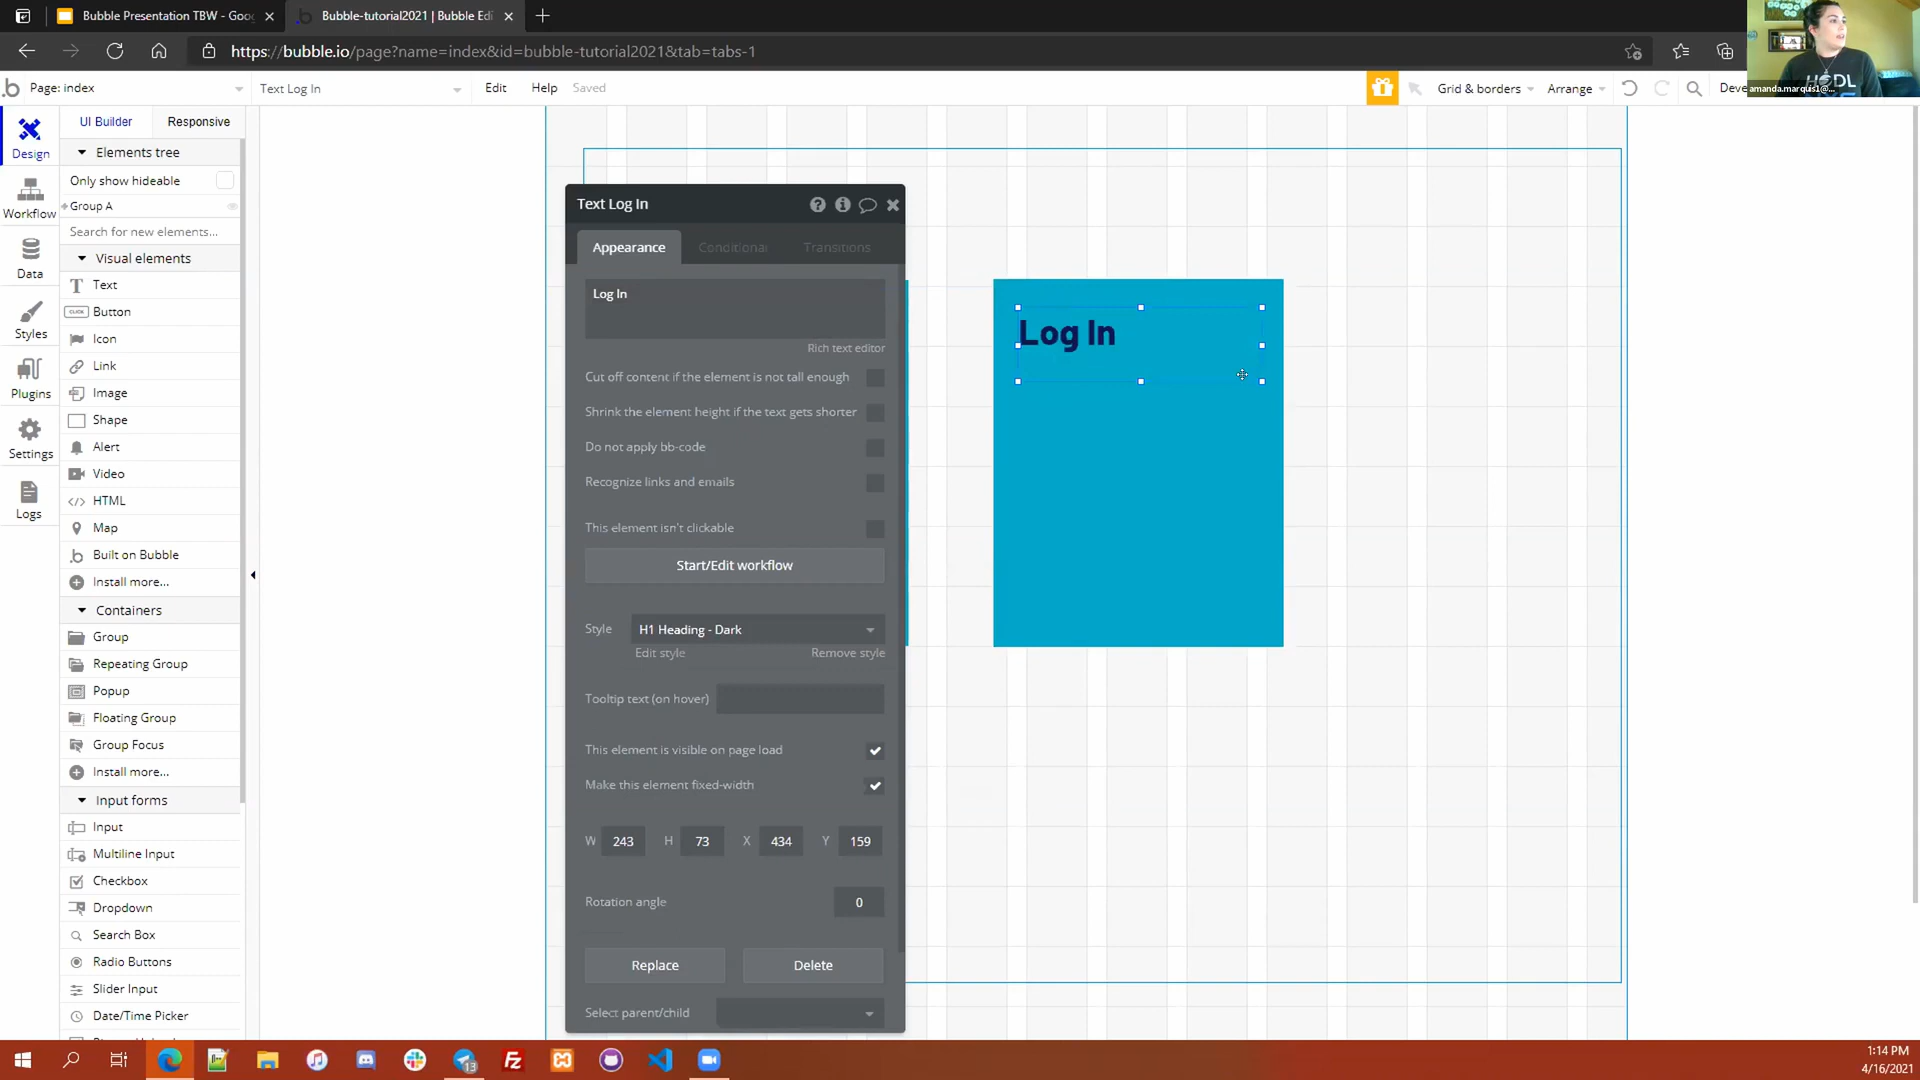 Bubble Presentation TBW - Goo
Bubble-tutorial2021 | Bubble Edi
https://bubble.io/page?name=index&id=bubble-tutorial2021&tab=tabs-1
Page: index
Text Log In
Edit
Help
Saved
Grid & borders
Arrange
Deve
amanda.marquis1@...
UI Builder
Responsive
Design
Workflow
Data
Styles
Plugins
Settings
Logs
Elements tree
Only show hideable
Group A
Search for new elements...
Visual elements
Text
CLICK
Button
Icon
Link
Image
Shape
Alert
Video
HTML
Map
Built on Bubble
Install more...
Containers
Group
Repeating Group
Popup
Floating Group
Group Focus
Install more...
Input forms
Input
Multiline Input
Checkbox
Dropdown
Search Box
Radio Buttons
Slider Input
Date/Time Picker
Text Log In
Appearance
Conditional
Transitions
Log In
Rich text editor
Cut off content if the element is not tall enough
Shrink the element height if the text gets shorter
Do not apply bb-code
Recognize links and emails
This element isn't clickable
Start/Edit workflow
Style
H1 Heading - Dark
Edit style
Remove style
Tooltip text (on hover)
This element is visible on page load
Make this element fixed-width
W 243 H 73 X 434 Y 159
Rotation angle 0
Replace
Delete
Select parent/child
Log In
13
1:14 PM
4/16/2021